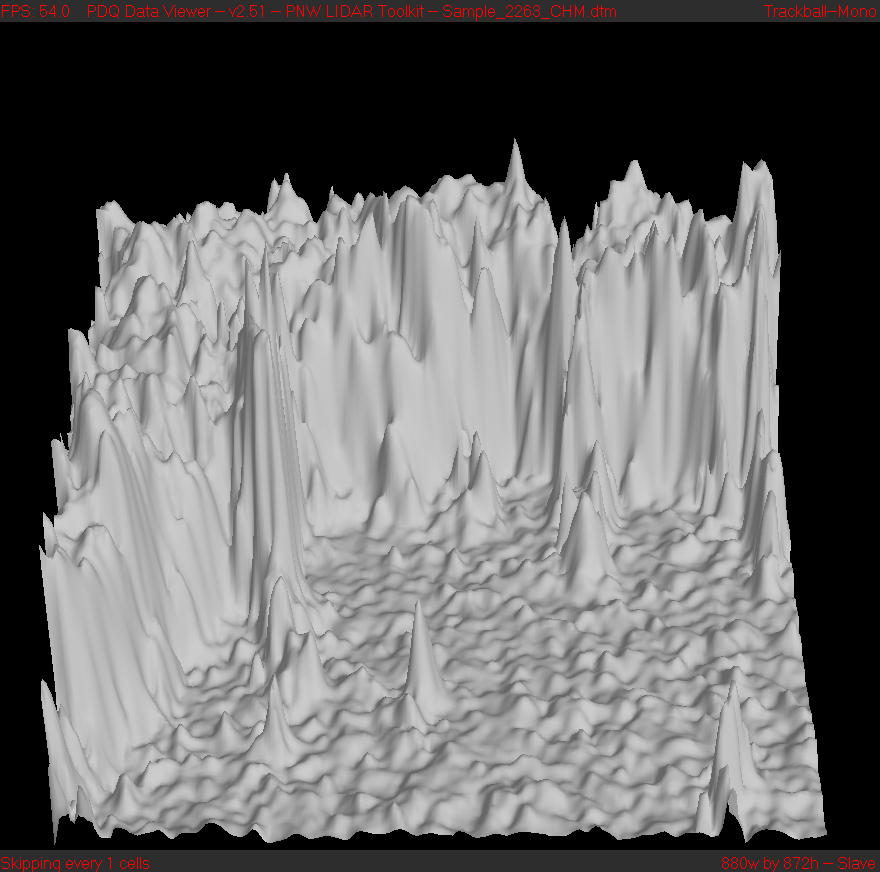 FPS: 54.0 PDQ Data Viewer – v2.51 – PNW LIDAR Toolkit – Sample_2263_CHM.dtm Trackball–Mono
Skipping every 1 cells 880w by 872h – Slave